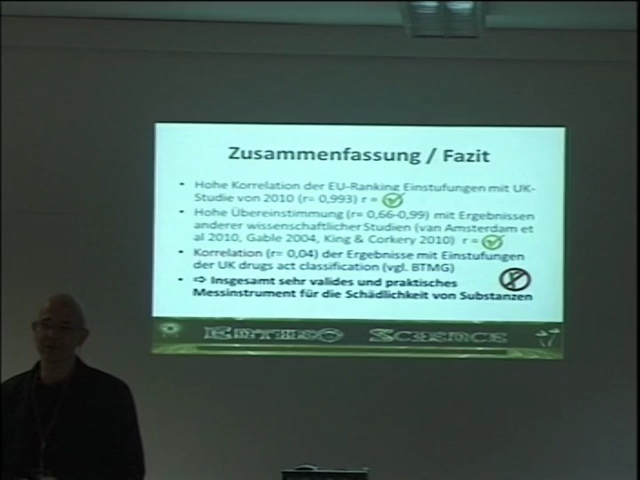 Zusammenfassung / Fazit
• Hohe Korrelation der EU-Ranking Einstufungen mit UK-
Studie von 2010 (r= 0,993) r =
• Hohe Übereinstimmung (r= 0,66-0,99) mit Ergebnissen
anderer wissenschaftlicher Studien (van Amsterdam et
al 2010, Gable 2004, King & Corkery 2010) r =
• Korrelation (r= 0,04) der Ergebnisse mit Einstufungen
der UK drugs act classification (vgl. BTMG)
• ⇨ Insgesamt sehr valides und praktisches
Messinstrument für die Schädlichkeit von Substanzen
Entheo Science